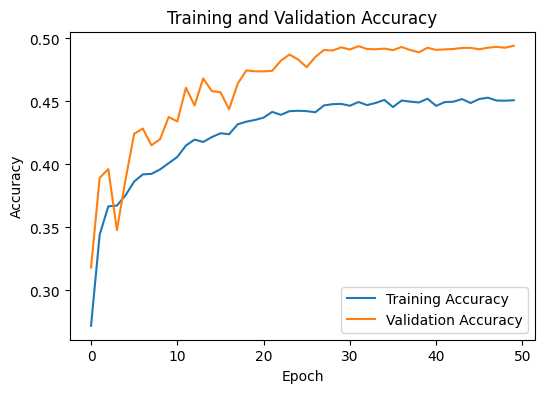 Training and Validation Accuracy
0.50
0.45
0.40
0.35
0.30
Accuracy
0
10
20
30
40
50
Epoch
Training Accuracy
Validation Accuracy